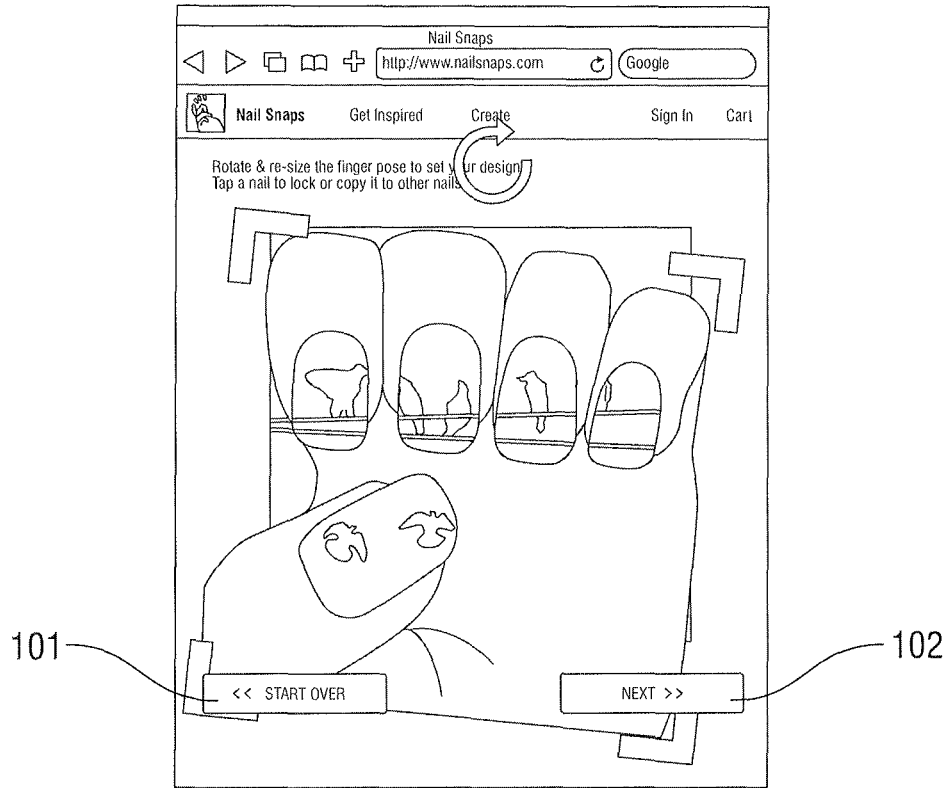 Nail Snaps
http://www.nailsnaps.com
Google
Nail Snaps Get Inspired Create Sign In Cart
Rotate & re-size the finger pose to set your design
Tap a nail to lock or copy it to other nails
101
102
<< START OVER
NEXT >>